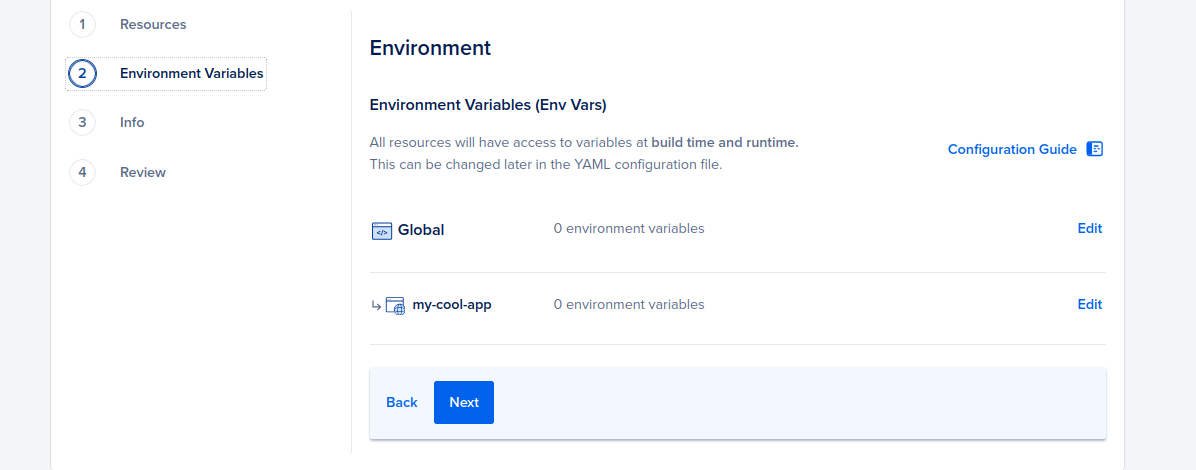 1 Resources
2 Environment Variables
3 Info
4 Review
Environment
Environment Variables (Env Vars)
All resources will have access to variables at build time and runtime.
This can be changed later in the YAML configuration file.
Configuration Guide
</> Global 0 environment variables Edit
my-cool-app 0 environment variables Edit
Back Next